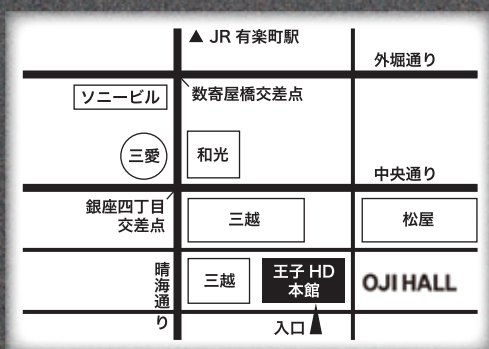 ▲ JR 有楽町駅
外堀通り
ソニービル
数寄屋橋交差点
三愛
和光
中央通り
銀座四丁目
交差点
三越
松屋
晴海通り
三越
王子 HD
本館
OJI HALL
入口